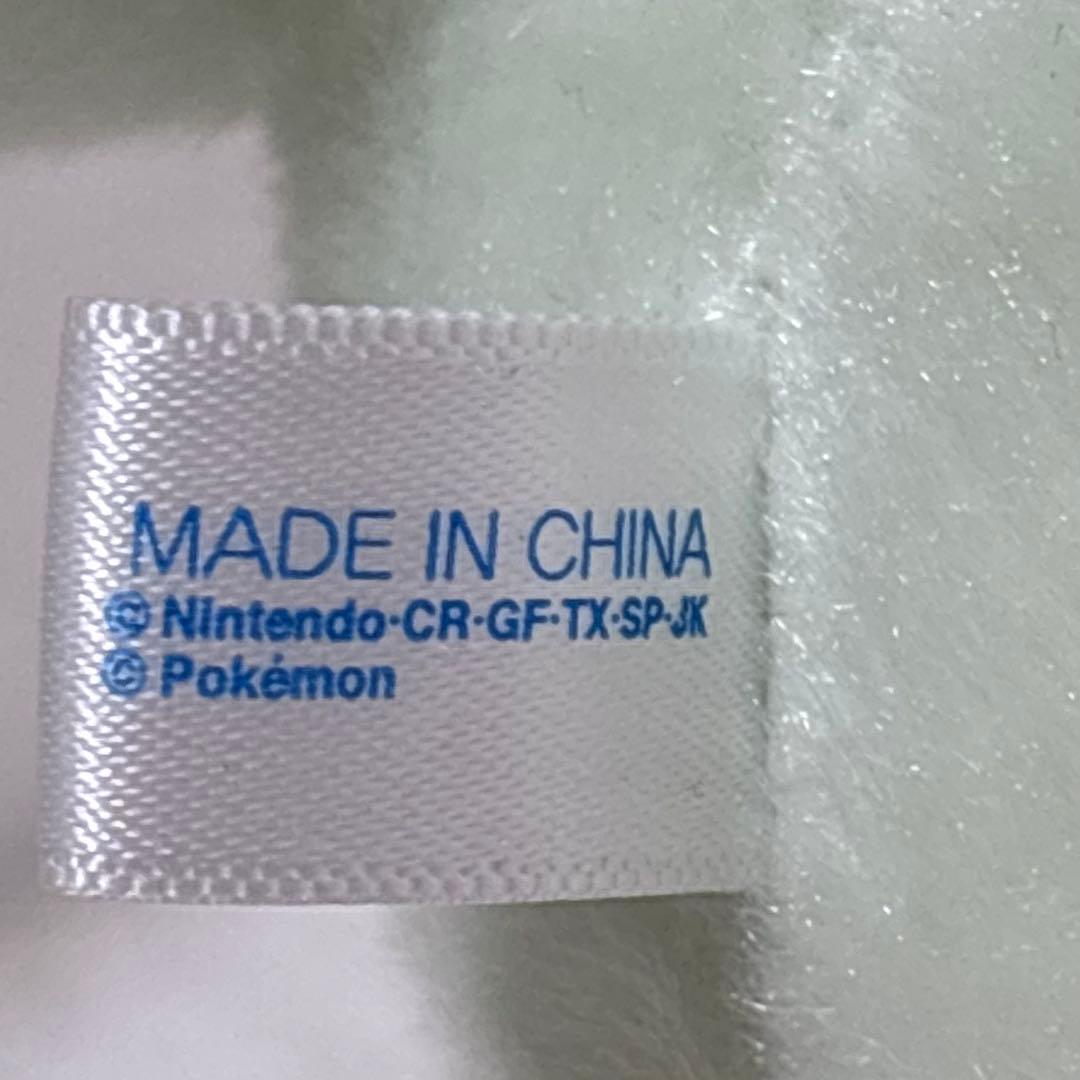 MADE IN CHINA
©Nintendo·CR·GF·TX·SP·JK
© Pokémon